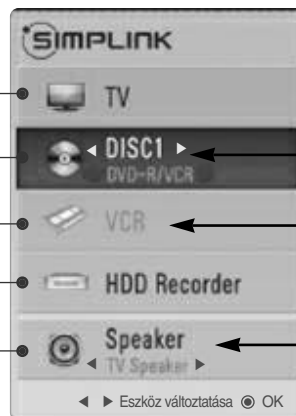 SIMPLINK
TV
◄ DISC1 ►
DVD-R/VCR
VCR
HDD Recorder
Speaker
◄ TV Speaker ►
◄ ► Eszköz változtatása ◉ OK